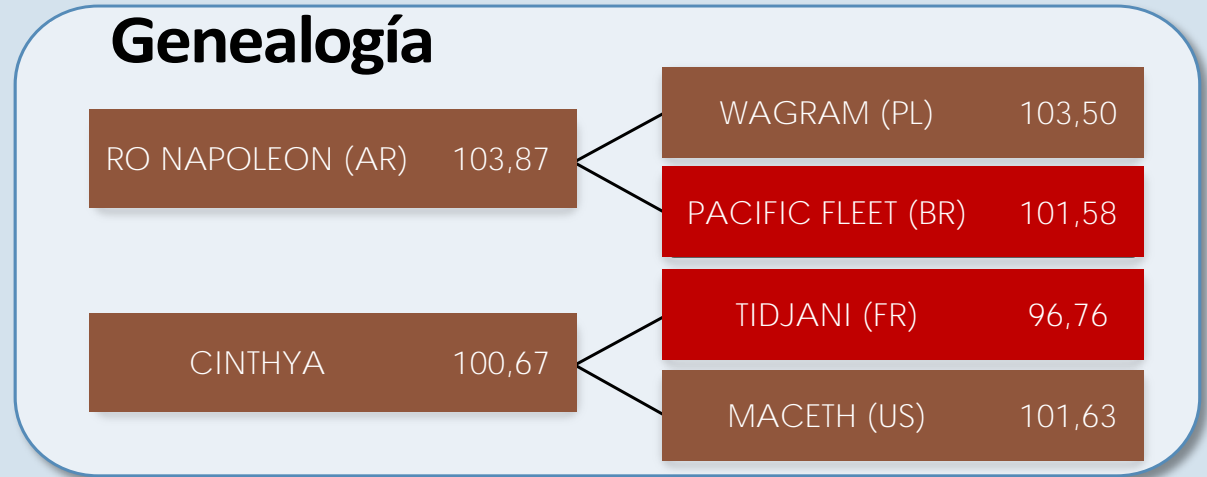 Genealogía
WAGRAM (PL) 103,50
RO NAPOLEON (AR) 103,87
PACIFIC FLEET (BR) 101,58
TIDJANI (FR) 96,76
CINTHYA 100,67
MACETH (US) 101,63